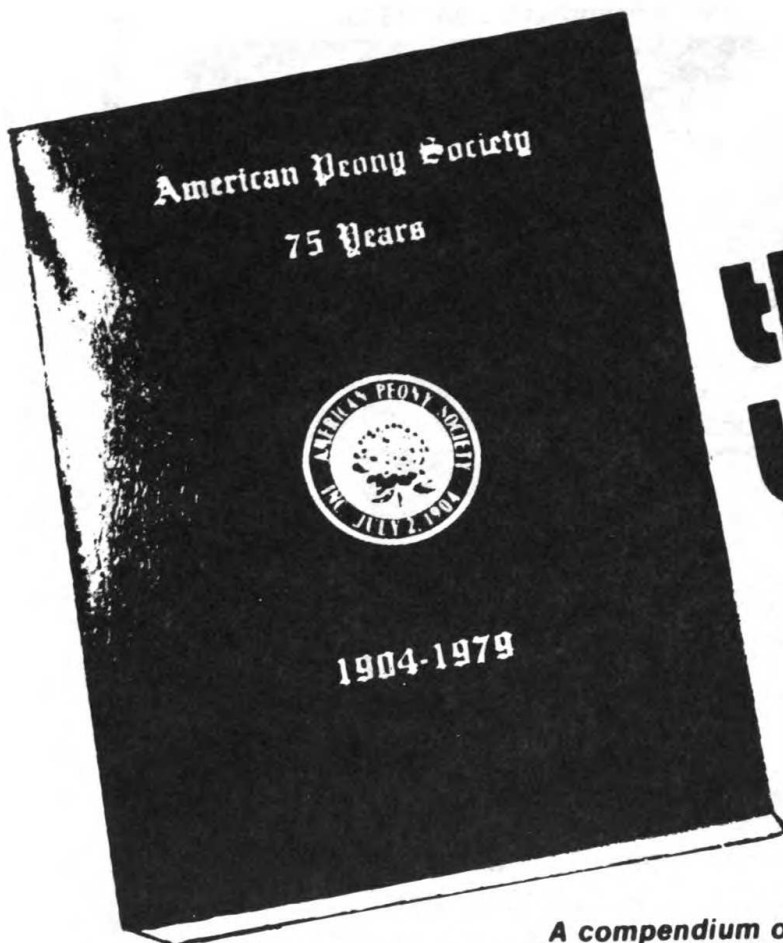 American Peony Society
75 Years
AMERICAN PEONY SOCIETY
INC. JULY 2, 1904
1904-1979
A compendium